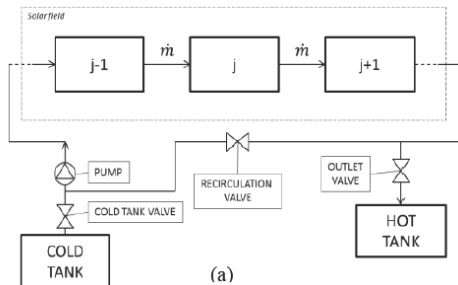 Solarfield
ṁ
ṁ
j-1
j
j+1
PUMP
RECIRCULATION
VALVE
OUTLET
VALVE
COLD TANK VALVE
COLD
TANK
HOT
TANK
(a)